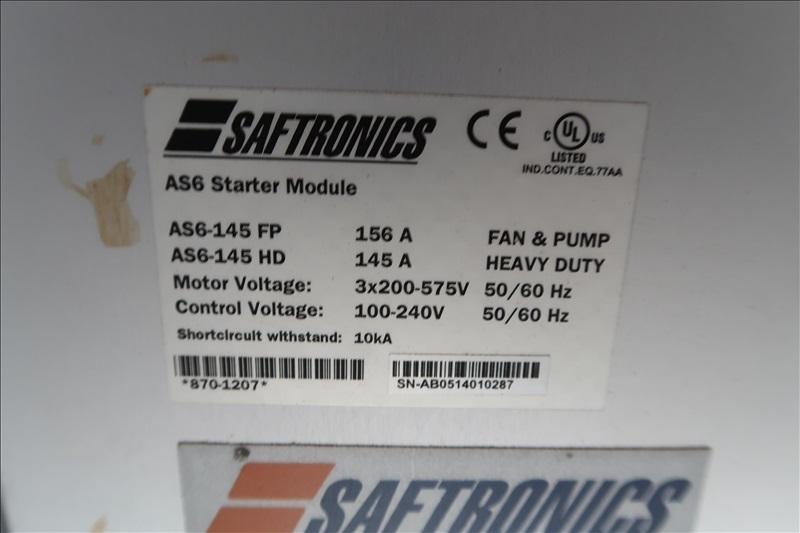 SAFTRONICS CE c UL us
LISTED
IND.CONT.EQ.77AA
AS6 Starter Module
AS6-145 FP 156 A FAN & PUMP
AS6-145 HD 145 A HEAVY DUTY
Motor Voltage: 3x200-575V 50/60 Hz
Control Voltage: 100-240V 50/60 Hz
Shortcircuit withstand: 10kA
*870-1207* SN-AB0514010287
SAFTRONICS